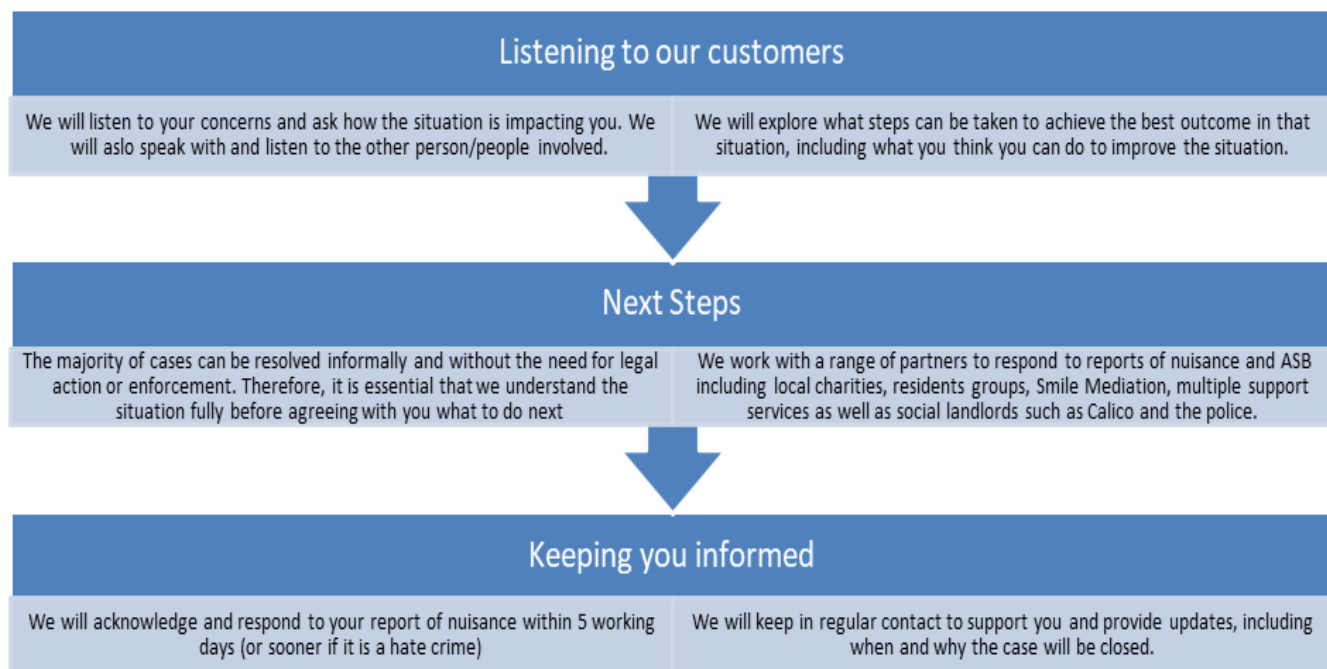 Listening to our customers
We will listen to your concerns and ask how the situation is impacting you. We
will aslo speak with and listen to the other person/people involved.
We will explore what steps can be taken to achieve the best outcome in that
situation, including what you think you can do to improve the situation.
Next Steps
The majority of cases can be resolved informally and without the need for legal
action or enforcement. Therefore, it is essential that we understand the
situation fully before agreeing with you what to do next
We work with a range of partners to respond to reports of nuisance and ASB
including local charities, residents groups, Smile Mediation, multiple support
services as well as social landlords such as Calico and the police.
Keeping you informed
We will acknowledge and respond to your report of nuisance within 5 working
days (or sooner if it is a hate crime)
We will keep in regular contact to support you and provide updates, including
when and why the case will be closed.